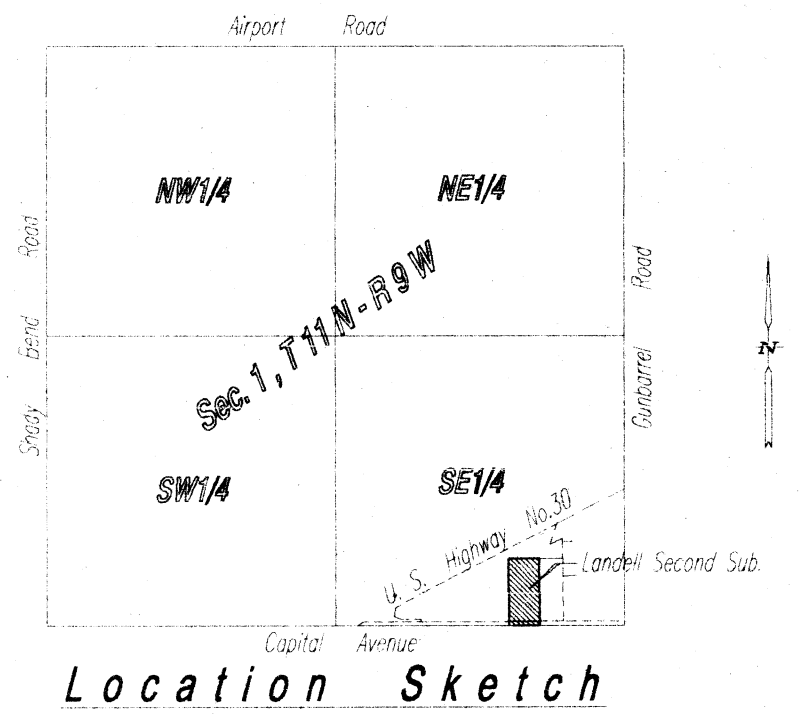 Airport Road
NW1/4 NE1/4
Shady Bend Road
Sec. 1, T11N-R9W
Gunbarrel Road
N
SW1/4 SE1/4
U. S. Highway No.30
Landell Second Sub.
Capital Avenue
Location Sketch